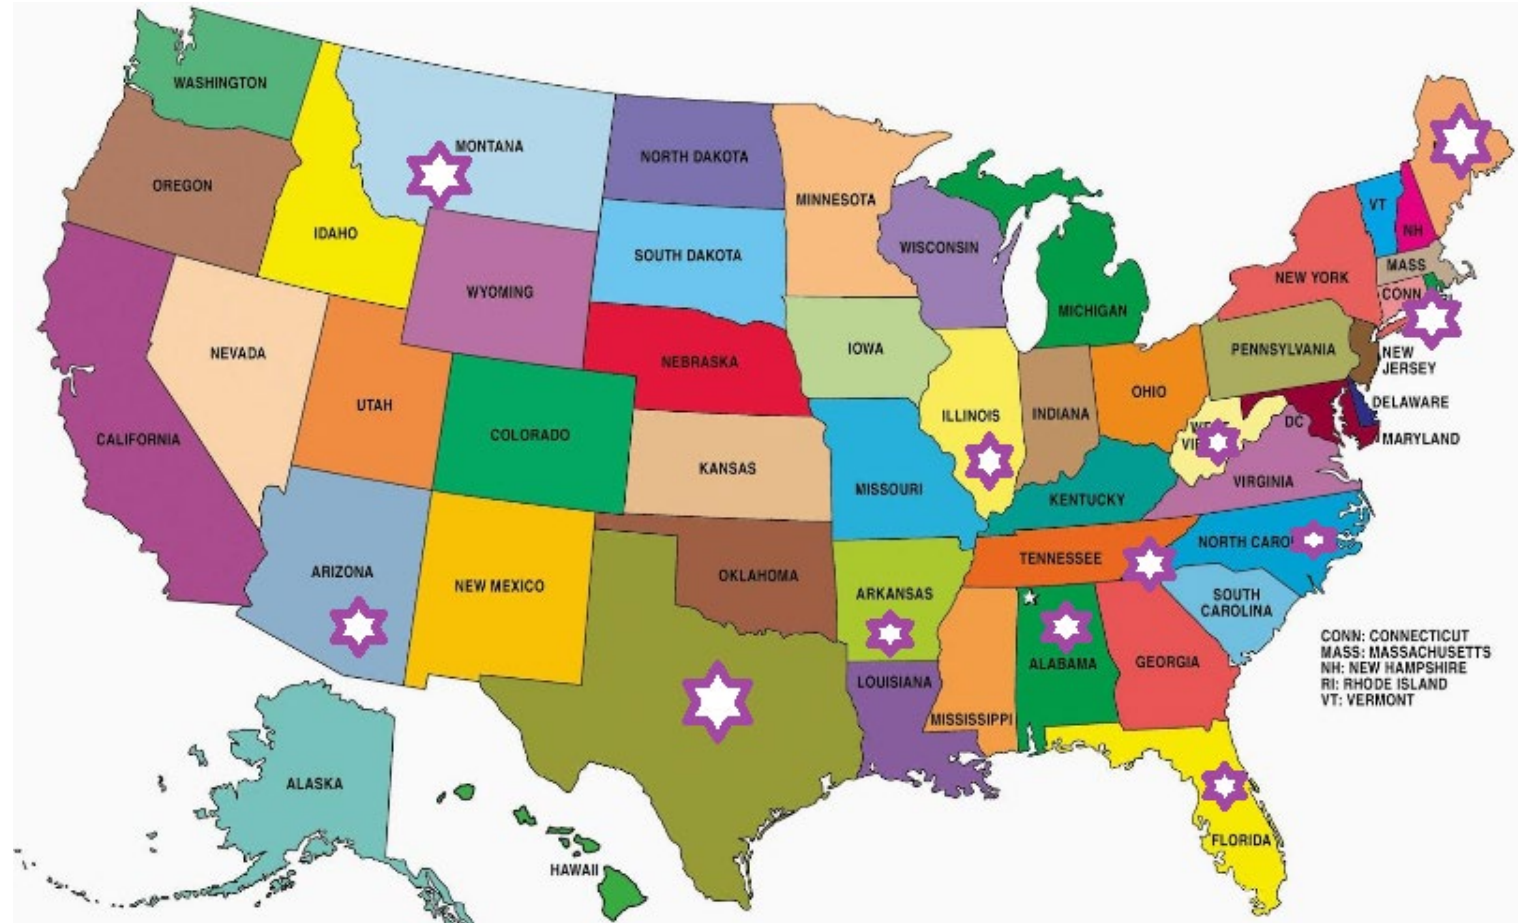 WASHINGTON
MONTANA
NORTH DAKOTA
MINNESOTA
OREGON
IDAHO
SOUTH DAKOTA
WISCONSIN
MICHIGAN
WYOMING
VT
NH
MASS
CONN
NEW YORK
NEVADA
NEBRASKA
IOWA
PENNSYLVANIA
NEW
JERSEY
UTAH
CALIFORNIA
COLORADO
KANSAS
ILLINOIS
INDIANA
OHIO
DELAWARE
DC
MARYLAND
MISSOURI
KENTUCKY
VIRGINIA
ARIZONA
NEW MEXICO
OKLAHOMA
ARKANSAS
TENNESSEE
NORTH
SOUTH
CAROLINA
LOUISIANA
MISSISSIPPI
ALABAMA
GEORGIA
FLORIDA
ALASKA
HAWAII
CONN: CONNECTICUT
MASS: MASSACHUSETTS
NH: NEW HAMPSHIRE
RI: RHODE ISLAND
VT: VERMONT